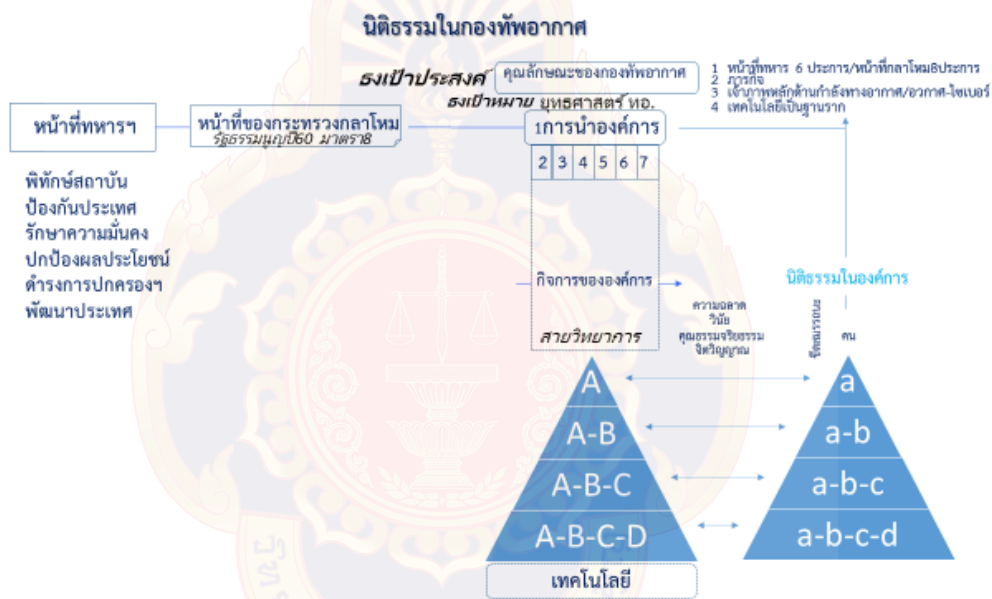 นิติธรรมในกองทัพอากาศ
ธงเป้าประสงค์ คุณลักษณะของกองทัพอากาศ
1 หน้าที่ทหาร 6 ประการ/หน้าที่กลาโหม8ประการ
2 ภารกิจ
3 เจ้าภาพหลักด้านกำลังทางอากาศ/อวกาศ-ไซเบอร์
4 เทคโนโลยีเป็นฐานราก
ธงเป้าหมาย ยุทธศาสตร์ ทอ.
หน้าที่ทหารฯ
หน้าที่ของกระทรวงกลาโหม
รัฐธรรมนูญปี60 มาตรา8
1การนำองค์การ
2 3 4 5 6 7
พิทักษ์สถาบัน
ป้องกันประเทศ
รักษาความมั่นคง
ปกป้องผลประโยชน์
ดำรงการปกครองฯ
พัฒนาประเทศ
กิจการขององค์การ
นิติธรรมในองค์การ
ความฉลาด
วินัย
คุณธรรมจริยธรรม
จิตวิญญาณ
สายวิทยาการ
ขีดสมรรถนะ
คน
A
a
A-B
a-b
A-B-C
a-b-c
A-B-C-D
a-b-c-d
เทคโนโลยี